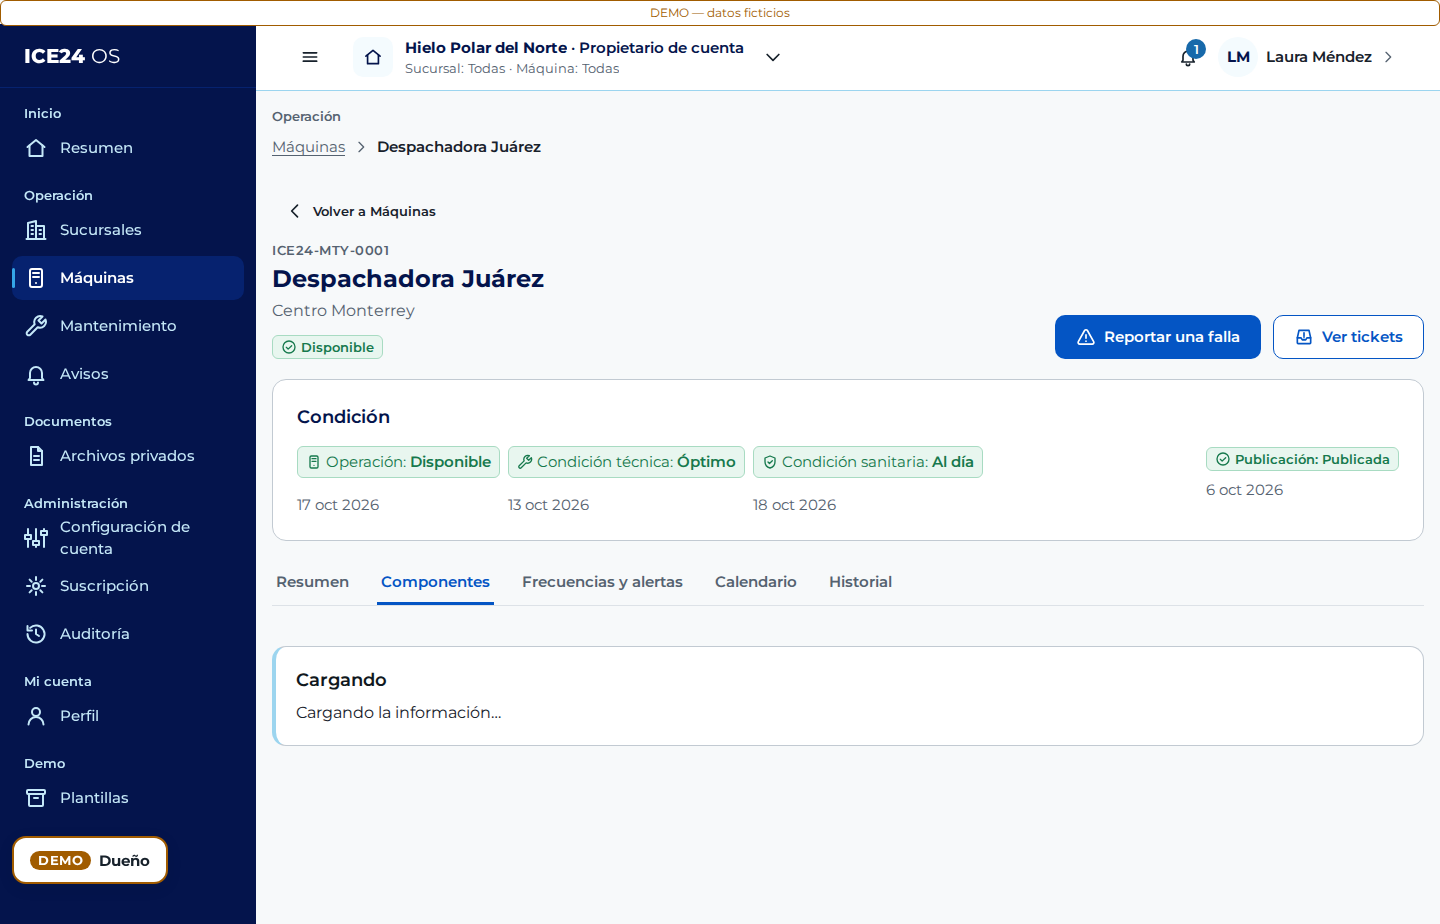 DEMO — datos ficticios
ICE24 OS
Inicio
Resumen
Operación
Sucursales
Máquinas
Mantenimiento
Avisos
Documentos
Archivos privados
Administración
Configuración de
cuenta
Suscripción
Auditoría
Mi cuenta
Perfil
Demo
Plantillas
DEMO Dueño
Hielo Polar del Norte · Propietario de cuenta
Sucursal: Todas · Máquina: Todas
1
LM Laura Méndez
Operación
Máquinas Despachadora Juárez
Volver a Máquinas
ICE24-MTY-0001
Despachadora Juárez
Centro Monterrey
Disponible
Reportar una falla
Ver tickets
Condición
Operación: Disponible
17 oct 2026
Condición técnica: Óptimo
13 oct 2026
Condición sanitaria: Al día
18 oct 2026
Publicación: Publicada
6 oct 2026
Resumen Componentes Frecuencias y alertas Calendario Historial
Cargando
Cargando la información...